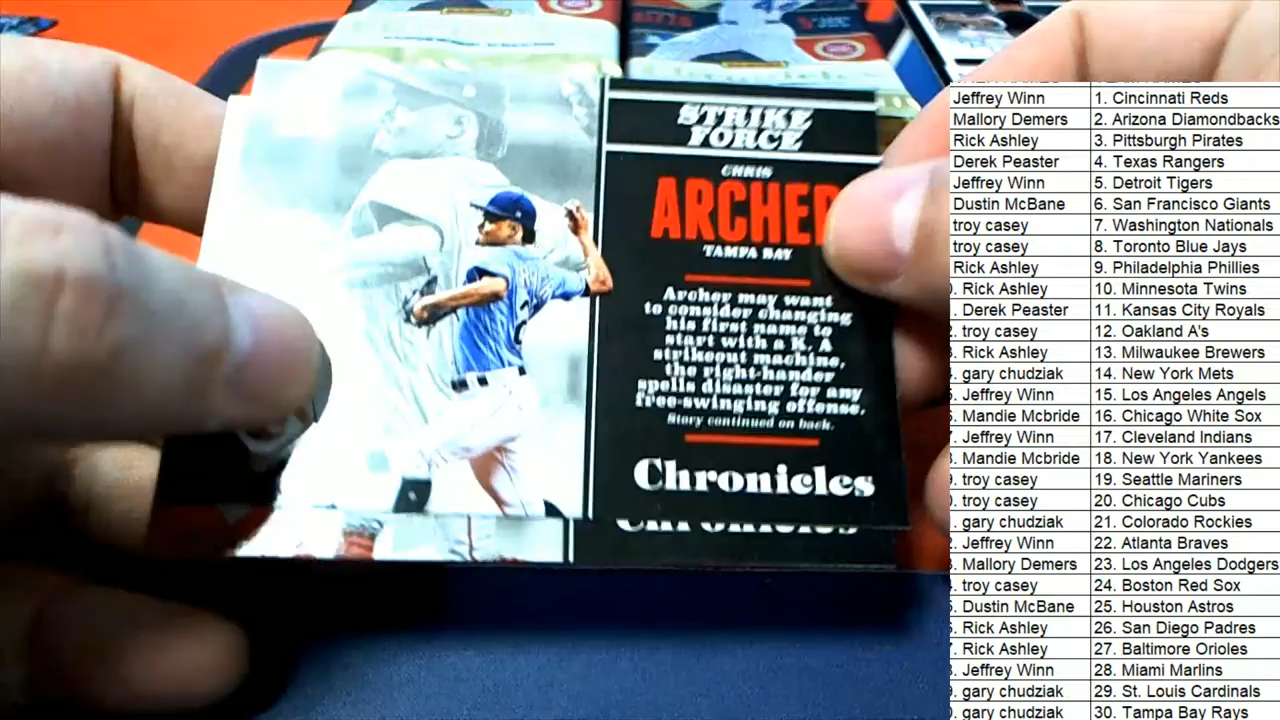 STRIKE
FORCE
CHRIS
ARCHER
TAMPA BAY
Archer may want
to consider changing
his first name to
start with a K. A
strikeout machine,
the right-hander
spells disaster for any
free-swinging offense.
Story continued on back.
Chronicles
Chronicles
Jeffrey Winn 1. Cincinnati Reds
Mallory Demers 2. Arizona Diamondbacks
Rick Ashley 3. Pittsburgh Pirates
Derek Peaster 4. Texas Rangers
Jeffrey Winn 5. Detroit Tigers
Dustin McBane 6. San Francisco Giants
troy casey 7. Washington Nationals
troy casey 8. Toronto Blue Jays
Rick Ashley 9. Philadelphia Phillies
. Rick Ashley 10. Minnesota Twins
. Derek Peaster 11. Kansas City Royals
. troy casey 12. Oakland A's
. Rick Ashley 13. Milwaukee Brewers
. gary chudziak 14. New York Mets
. Jeffrey Winn 15. Los Angeles Angels
. Mandie Mcbride 16. Chicago White Sox
. Jeffrey Winn 17. Cleveland Indians
. Mandie Mcbride 18. New York Yankees
. troy casey 19. Seattle Mariners
. troy casey 20. Chicago Cubs
. gary chudziak 21. Colorado Rockies
. Jeffrey Winn 22. Atlanta Braves
. Mallory Demers 23. Los Angeles Dodgers
. troy casey 24. Boston Red Sox
. Dustin McBane 25. Houston Astros
. Rick Ashley 26. San Diego Padres
. Rick Ashley 27. Baltimore Orioles
. Jeffrey Winn 28. Miami Marlins
. gary chudziak 29. St. Louis Cardinals
. gary chudziak 30. Tampa Bay Rays